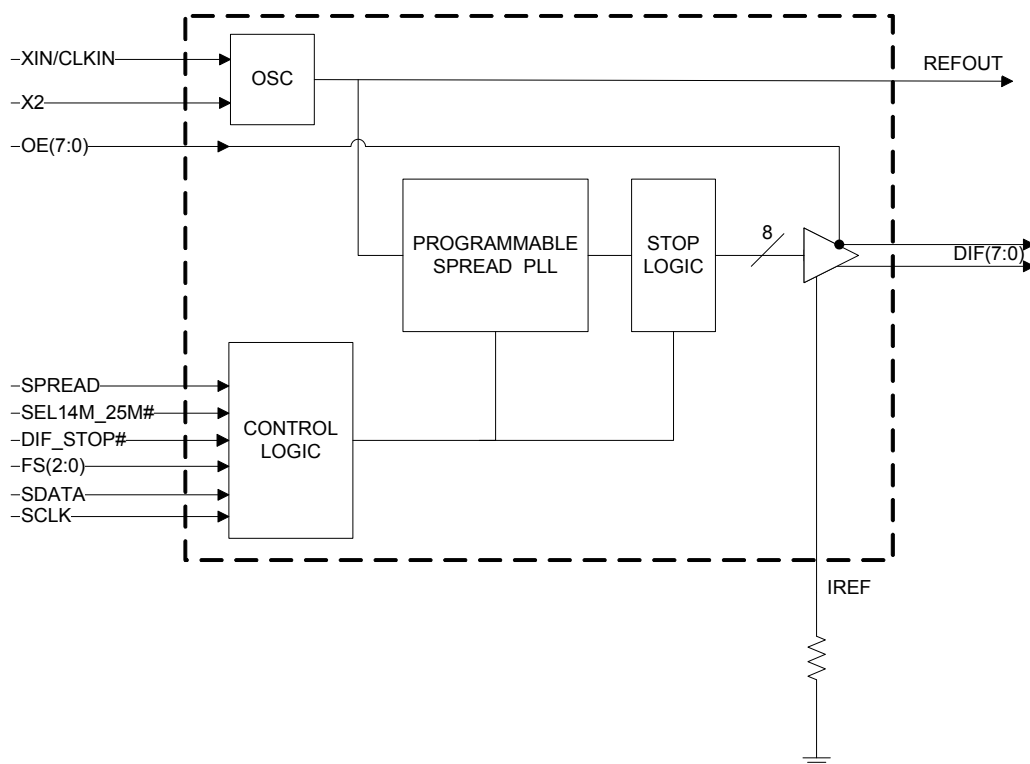 XIN/CLKIN
OSC
REFOUT
X2
OE(7:0)
8
PROGRAMMABLE
SPREAD PLL
STOP
LOGIC
DIF(7:0)
SPREAD
SEL14M_25M#
DIF_STOP#
FS(2:0)
SDATA
SCLK
CONTROL
LOGIC
IREF